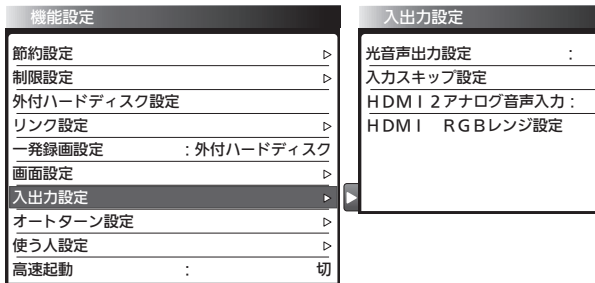 機能設定
節約設定
制限設定
外付ハードディスク設定
リンク設定
一発録画設定 :外付ハードディスク
画面設定
入出力設定
オートターン設定
使う人設定
高速起動 : 切
入出力設定
光音声出力設定 :
入力スキップ設定
HDMI2アナログ音声入力:
HDMI RGBレンジ設定